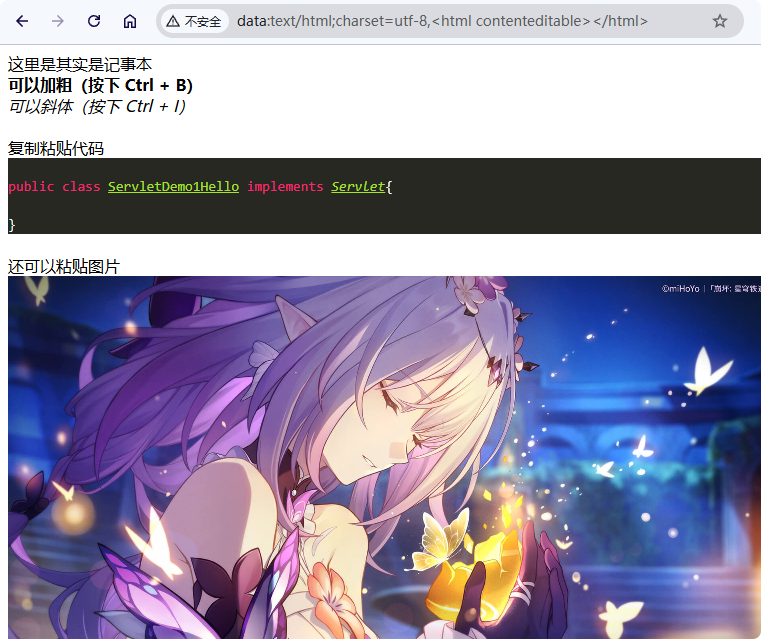 不安全 data:text/html;charset=utf-8,<html contenteditable></html>
这里是其实是记事本
可以加粗（按下 Ctrl + B）
可以斜体（按下 Ctrl + I）
复制粘贴代码
public class ServletDemo1Hello implements Servlet{
}
还可以粘贴图片
©miHoYo |「崩坏: 星穹铁道